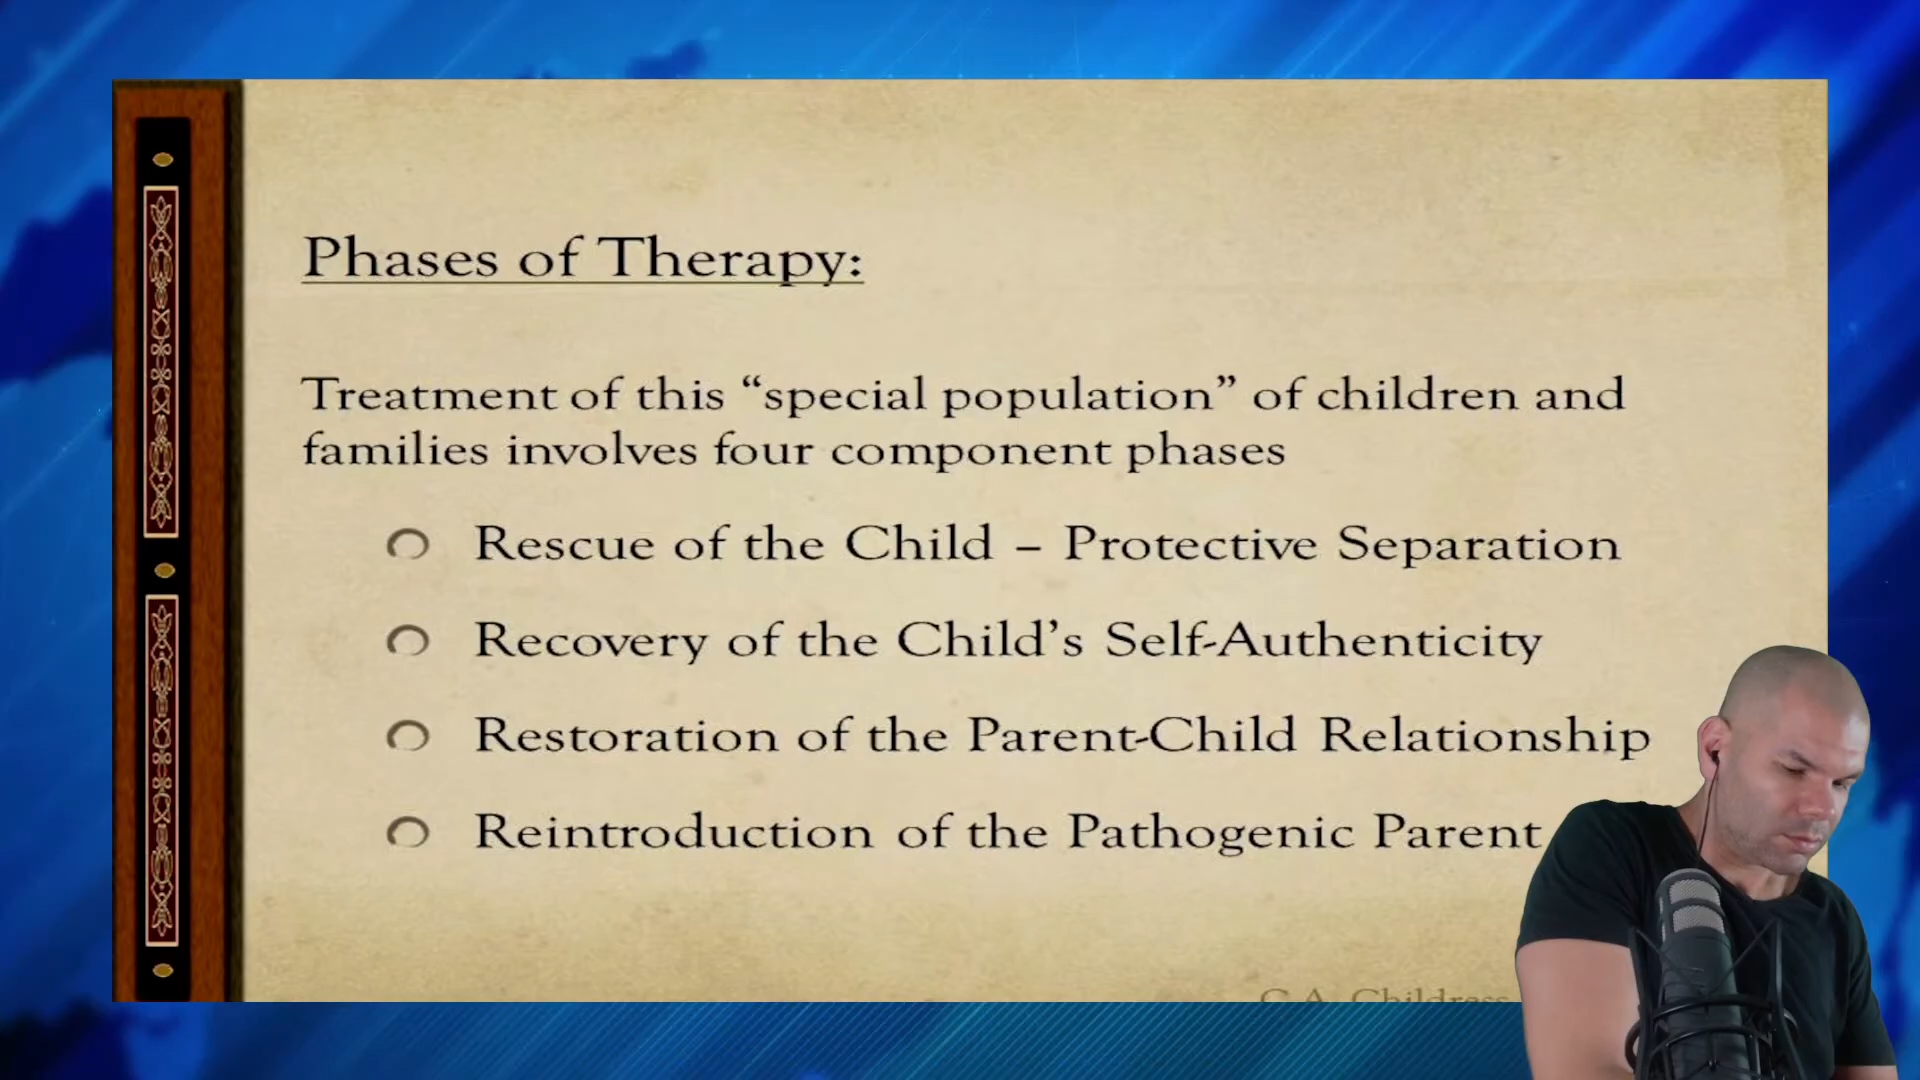 Phases of Therapy:
Treatment of this “special population” of children and
families involves four component phases
Rescue of the Child – Protective Separation
Recovery of the Child’s Self-Authenticity
Restoration of the Parent-Child Relationship
Reintroduction of the Pathogenic Parent
C.A. Childress